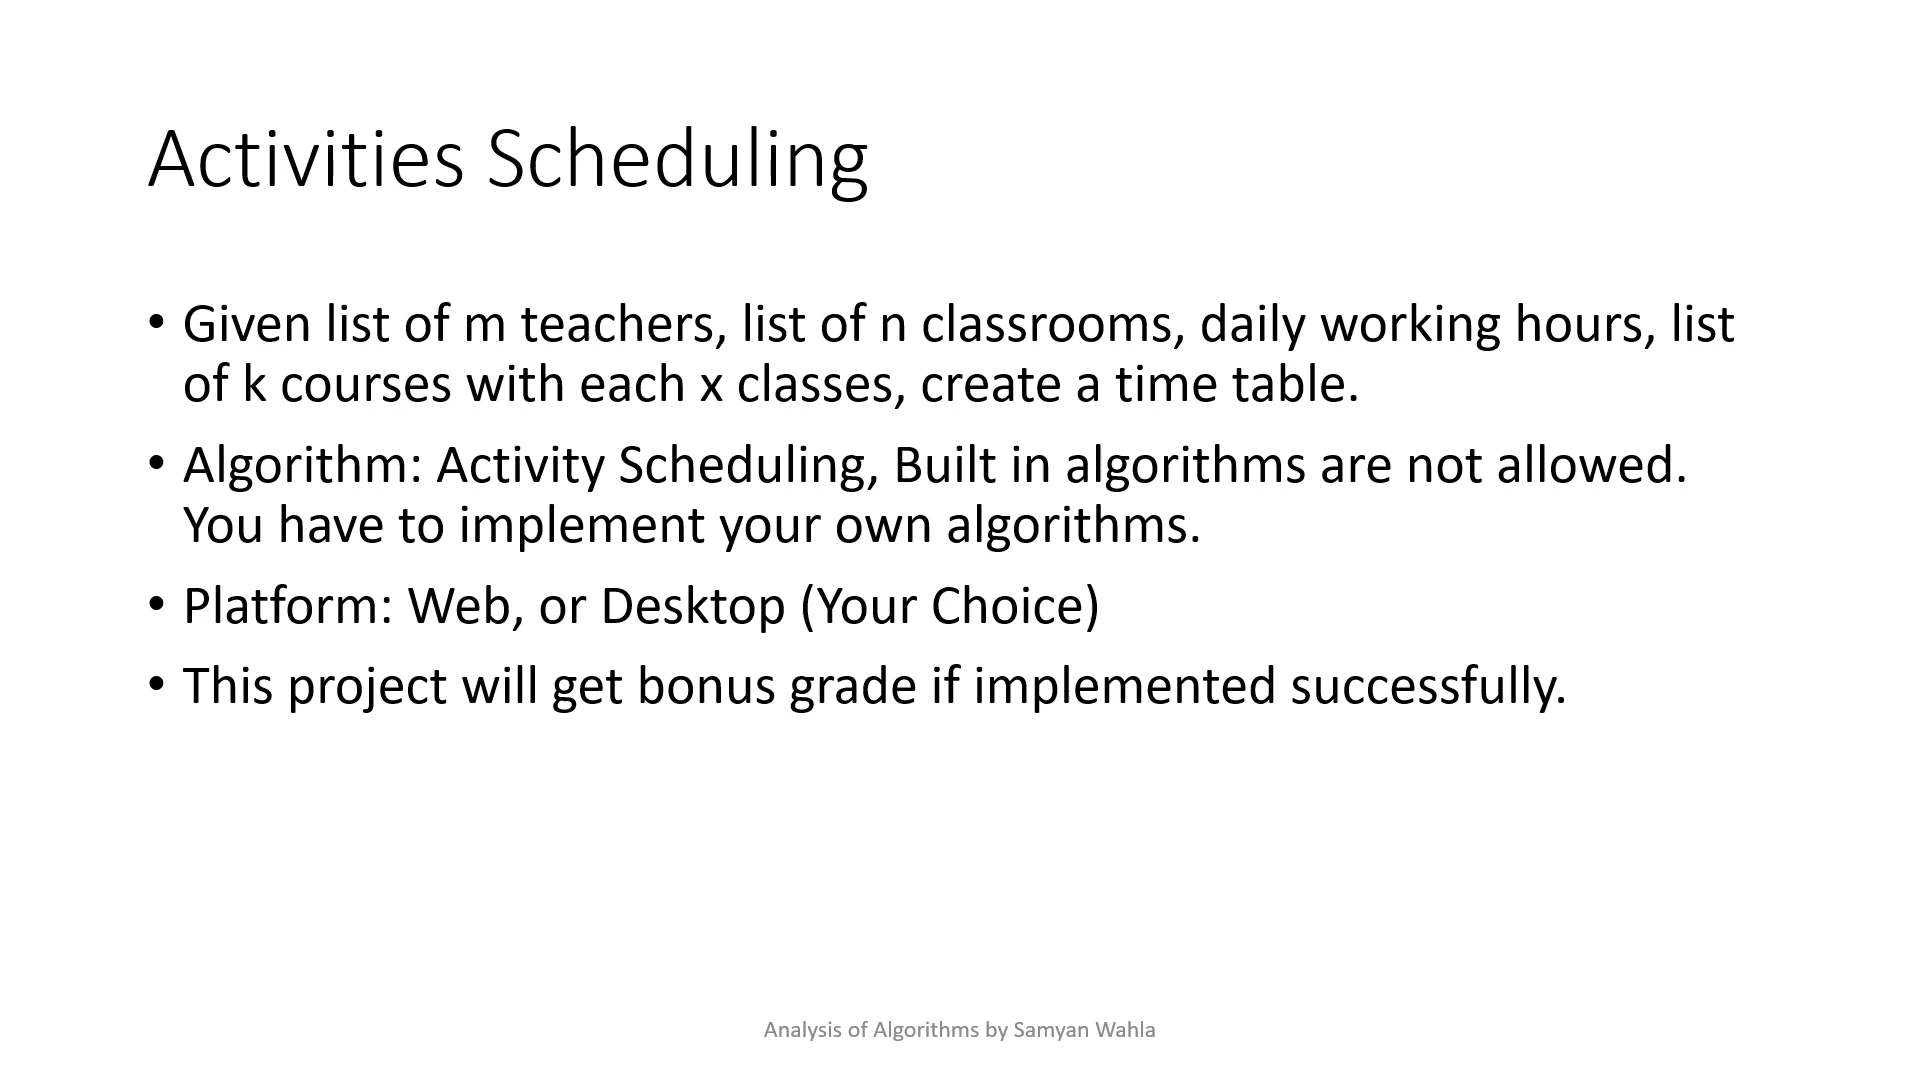 Activities Scheduling
• Given list of m teachers, list of n classrooms, daily working hours, list
of k courses with each x classes, create a time table.
• Algorithm: Activity Scheduling, Built in algorithms are not allowed.
You have to implement your own algorithms.
• Platform: Web, or Desktop (Your Choice)
• This project will get bonus grade if implemented successfully.
Analysis of Algorithms by Samyan Wahla